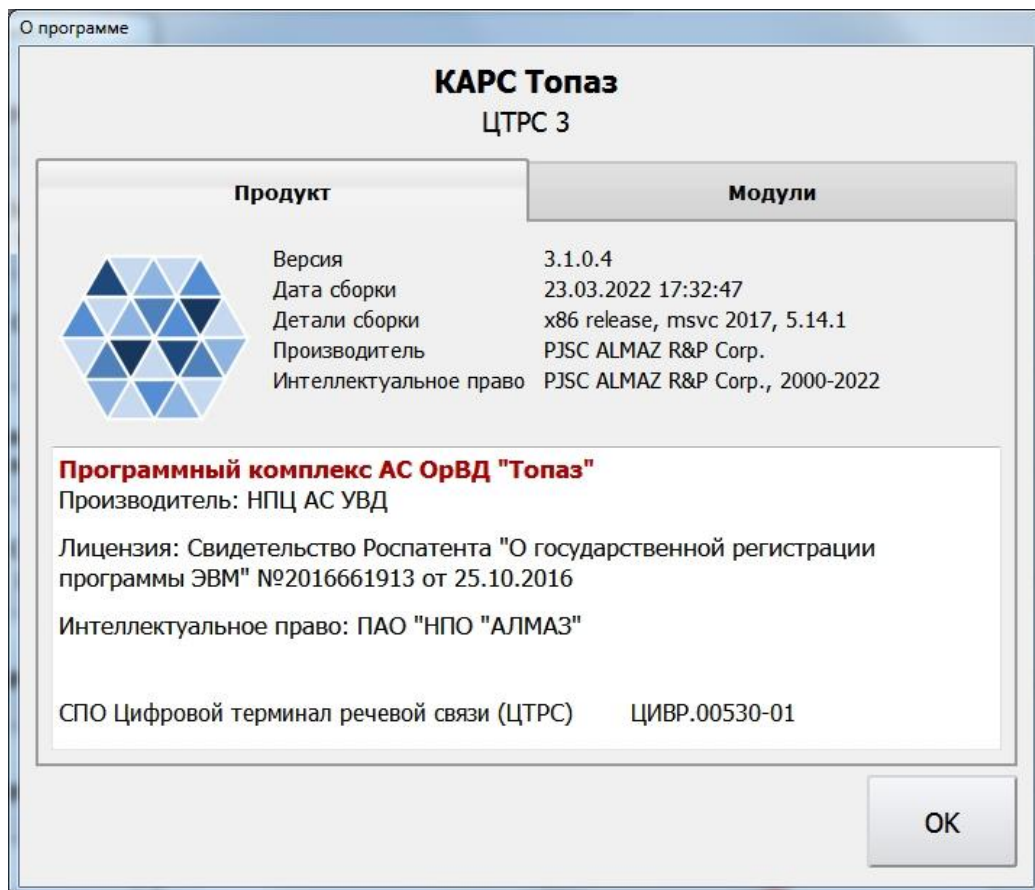 О программе
КАРС Топаз
ЦТРС 3
Продукт
Модули
Версия 3.1.0.4
Дата сборки 23.03.2022 17:32:47
Детали сборки x86 release, msvc 2017, 5.14.1
Производитель PJSC ALMAZ R&P Corp.
Интеллектуальное право PJSC ALMAZ R&P Corp., 2000-2022
Программный комплекс АС ОрВД "Топаз"
Производитель: НПЦ АС УВД
Лицензия: Свидетельство Роспатента "О государственной регистрации
программы ЭВМ" №2016661913 от 25.10.2016
Интеллектуальное право: ПАО "НПО "АЛМАЗ"
СПО Цифровой терминал речевой связи (ЦТРС) ЦИВР.00530-01
OK